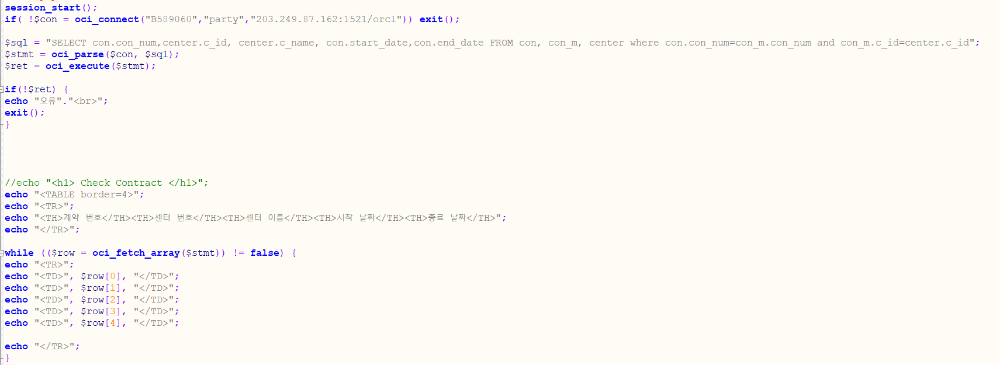 session_start();
if( !$con = oci_connect("B589060","party","203.249.87.162:1521/orcl")) exit();
$sql = "SELECT con.con_num,center.c_id, center.c_name, con.start_date,con.end_date FROM con, con_m, center where con.con_num=con_m.con_num and con_m.c_id=center.c_id";
$stmt = oci_parse($con, $sql);
$ret = oci_execute($stmt);
if(!$ret) {
echo "오류"."<br>";
exit();
}
//echo "<h1> Check Contract </h1>";
echo "<TABLE border=4>";
echo "<TR>";
echo "<TH>계약 번호</TH><TH>센터 번호</TH><TH>센터 이름</TH><TH>시작 날짜</TH><TH>종료 날짜</TH>";
echo "</TR>";
while (($row = oci_fetch_array($stmt)) != false) {
echo "<TR>";
echo "<TD>", $row[0], "</TD>";
echo "<TD>", $row[1], "</TD>";
echo "<TD>", $row[2], "</TD>";
echo "<TD>", $row[3], "</TD>";
echo "<TD>", $row[4], "</TD>";
echo "</TR>";
}